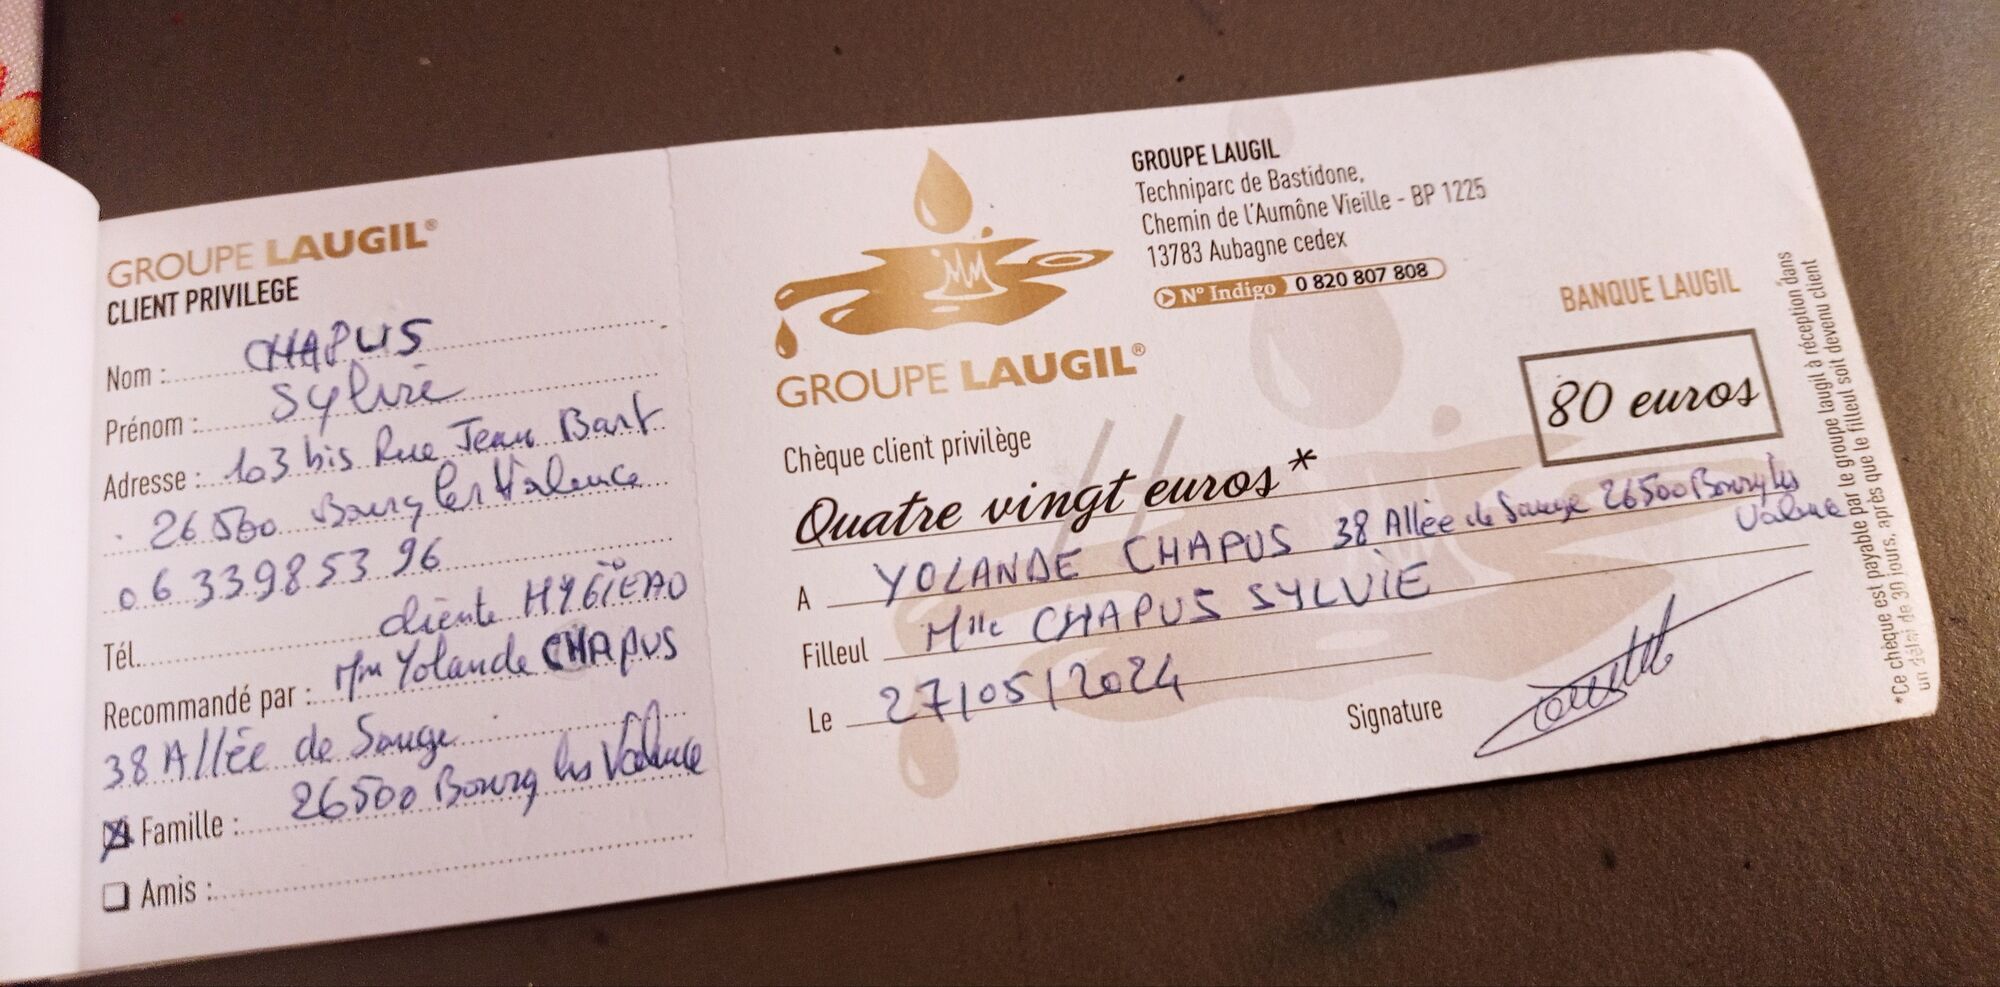 GROUPE LAUGIL®
CLIENT PRIVILEGE
Nom : CHAPUS
Prénom : Sylvie
Adresse : 103 bis Rue Jean Bart
26500 Bourg les Valence
06 33 98 53 96
Tél. cliente HYGIEAO
Recommandé par : Mm Yolande CHAPUS
38 Allée de Sauge
26500 Bourg les Valence
Famille :
Amis :
GROUPE LAUGIL®
GROUPE LAUGIL
Techniparc de Bastidone,
Chemin de l'Aumône Vieille - BP 1225
13783 Aubagne cedex
N° Indigo 0 820 807 808
BANQUE LAUGIL
80 euros
Chèque client privilège
Quatre vingt euros*
A YOLANDE CHAPUS 38 Allée de Sauge 26500 Bourg les
Valence
Filleul Mlle CHAPUS SYLVIE
Le 27/05/2024
Signature
*Ce chèque est payable par le groupe laugil à réception dans
un délai de 30 jours, après que le filleul soit devenu client